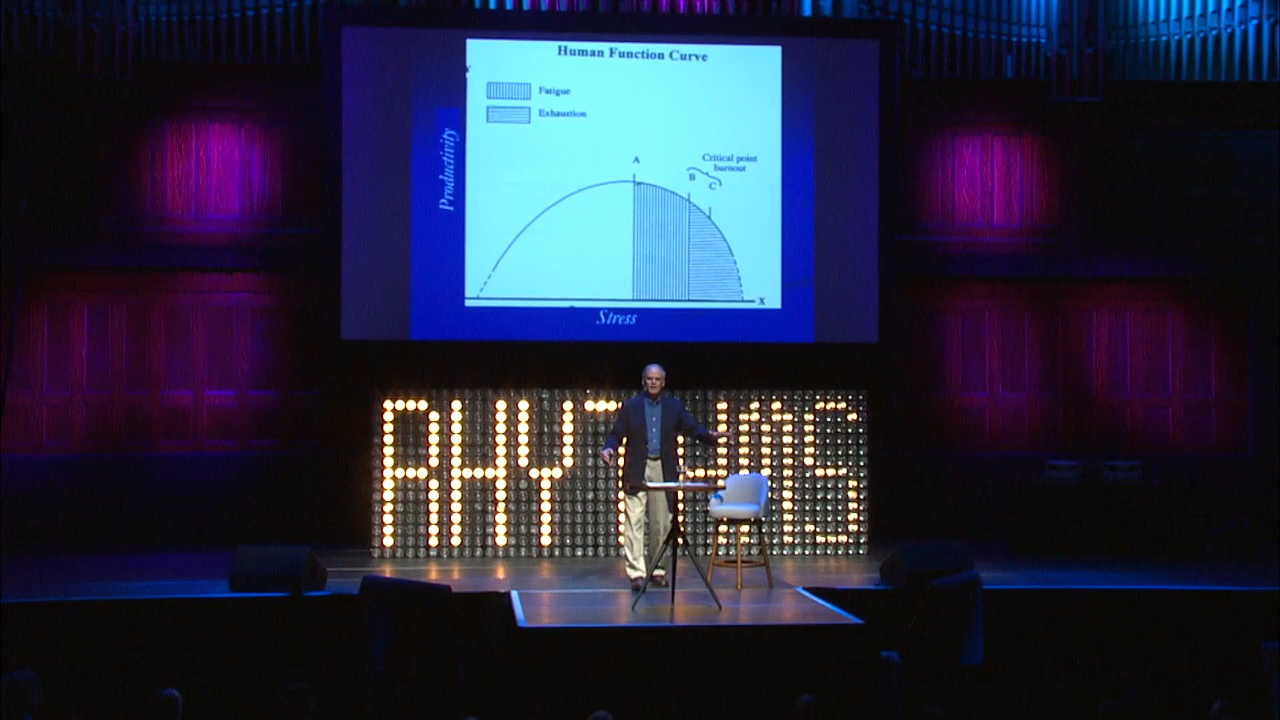 Human Function Curve
Y
Fatigue
Exhaustion
Productivity
A
Critical point
burnout
B
C
X
Stress
RHYTHMS